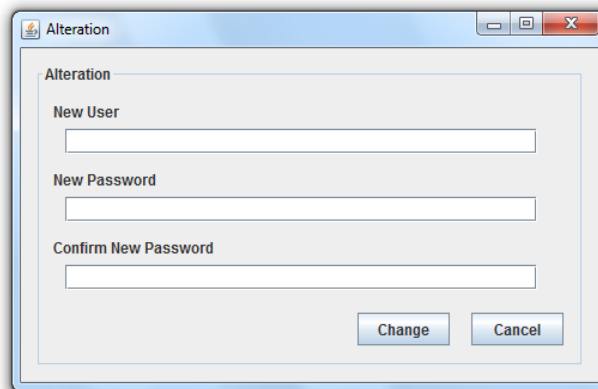 Alteration
Alteration
New User
New Password
Confirm New Password
Change Cancel